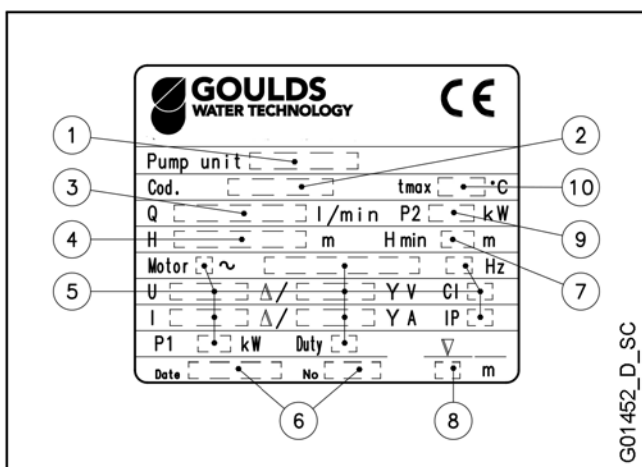 GOULDS
WATER TECHNOLOGY
CE
1
2
Pump unit
Cod. tmax °C
10
3
Q l/min P2 kW
9
4
H m H min m
7
Motor ~ Hz
5
U Δ/ Y V Cl
I Δ/ Y A IP
P1 kW Duty ∇
Date No m
6
8
G01452_D_SC